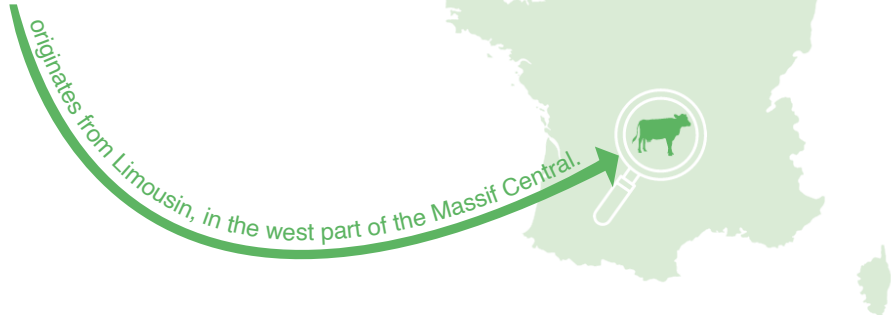 originates from Limousin, in the west part of the Massif Central.